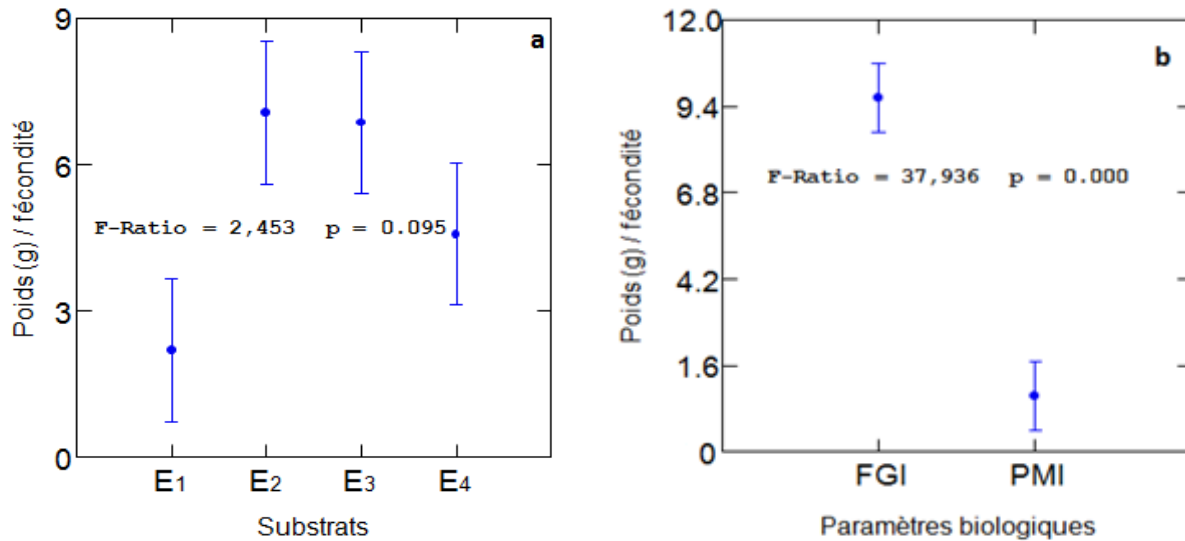 a
9
6
3
0
Poids (g) / fécondité
F-Ratio = 2,453 p = 0.095
E1 E2 E3 E4
Substrats
b
12.0
9.4
6.8
4.2
1.6
0
Poids (g) / fécondité
F-Ratio = 37,936 p = 0.000
FGI PMI
Paramètres biologiques